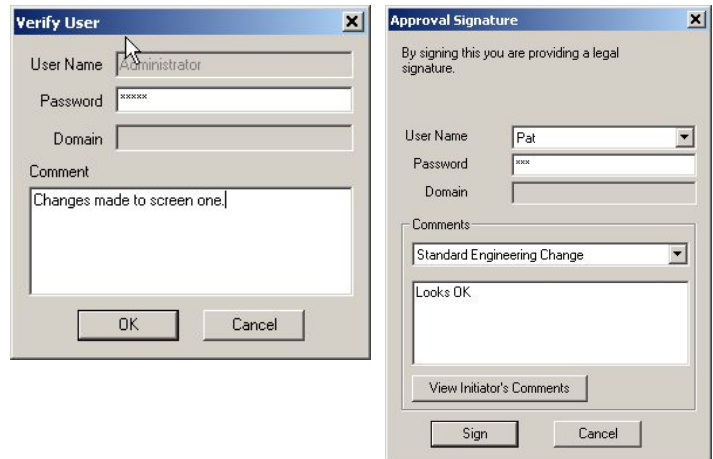 Verify User
User Name Administrator
Password *****
Domain
Comment
Changes made to screen one.
OK Cancel
Approval Signature
By signing this you are providing a legal
signature.
User Name Pat
Password ***
Domain
Comments
Standard Engineering Change
Looks OK
View Initiator's Comments
Sign Cancel